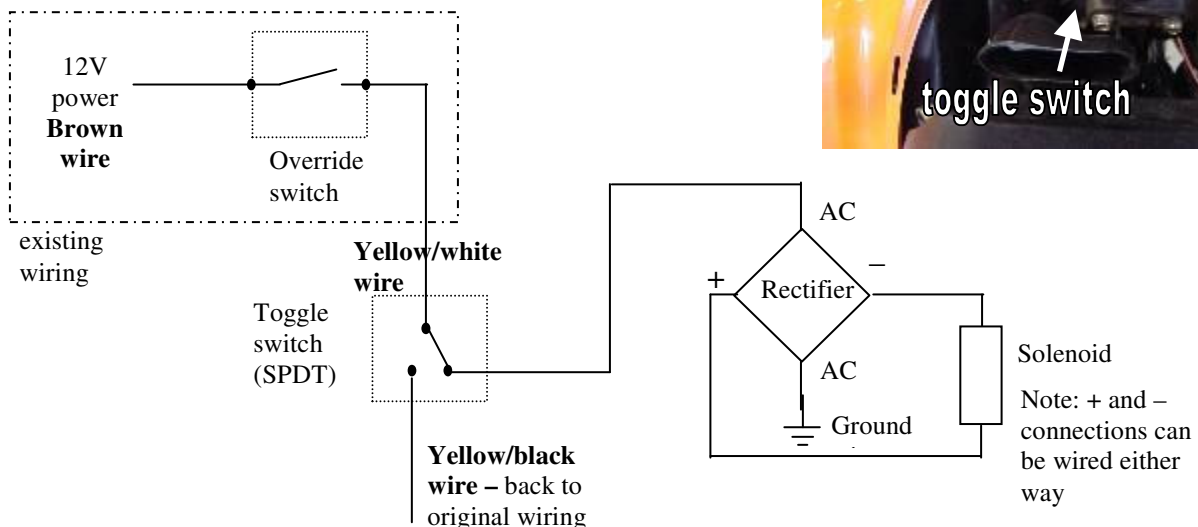 12V
power
Brown
wire
Override
switch
existing
wiring
toggle switch
Yellow/white
wire
Toggle
switch
(SPDT)
AC
+
–
Rectifier
AC
Ground
Solenoid
Note: + and –
connections can
be wired either
way
Yellow/black
wire – back to
original wiring